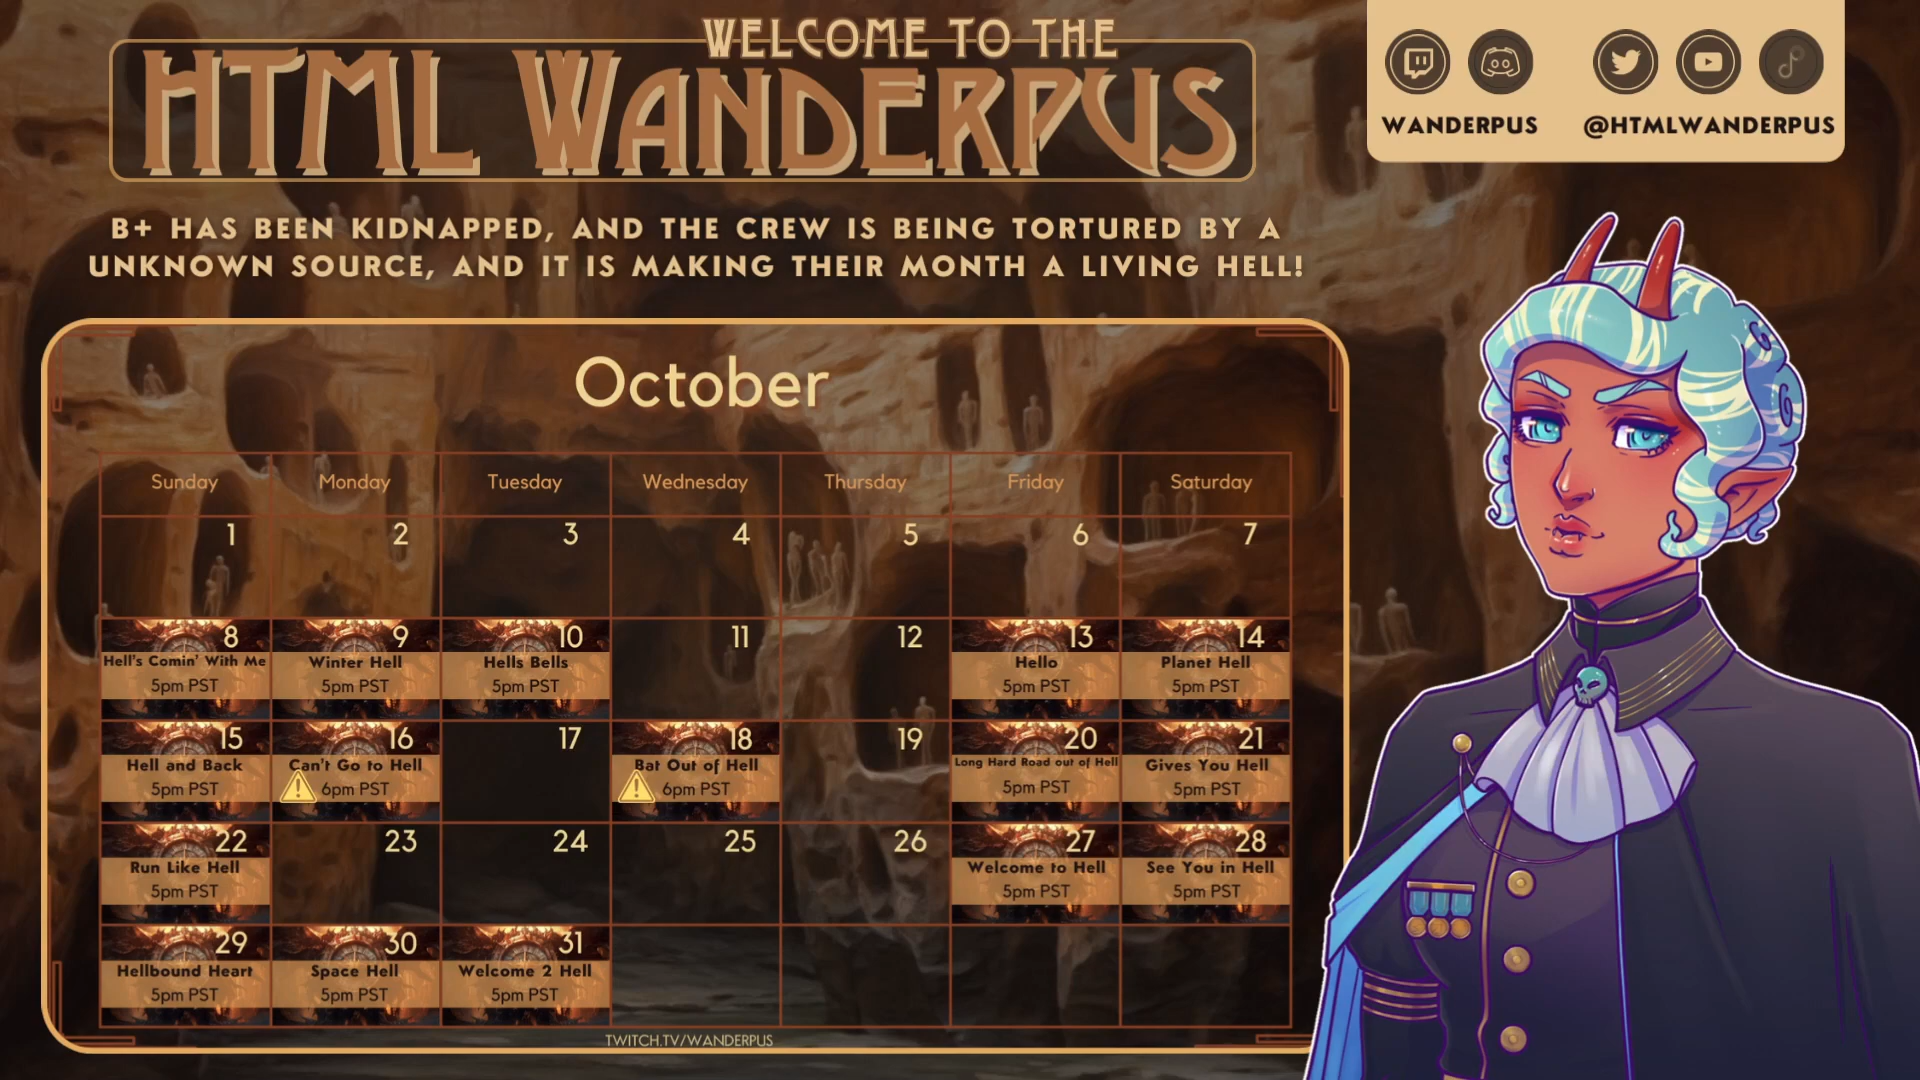 WELCOME TO THE
HTML WANDERPUS
WANDERPUS
@HTMLWANDERPUS
B+ HAS BEEN KIDNAPPED, AND THE CREW IS BEING TORTURED BY A
UNKNOWN SOURCE, AND IT IS MAKING THEIR MONTH A LIVING HELL!
October
Sunday Monday Tuesday Wednesday Thursday Friday Saturday
1 2 3 4 5 6 7
8 9 10 11 12 13 14
Hell's Comin' With Me Winter Hell Hells Bells Hello Planet Hell
5pm PST 5pm PST 5pm PST 5pm PST 5pm PST
15 16 17 18 19 20 21
Hell and Back Can't Go to Hell Bat Out of Hell Long Hard Road out of Hell Gives You Hell
5pm PST 6pm PST 6pm PST 5pm PST 5pm PST
22 23 24 25 26 27 28
Run Like Hell Welcome to Hell See You in Hell
5pm PST 5pm PST 5pm PST
29 30 31
Hellbound Heart Space Hell Welcome 2 Hell
5pm PST 5pm PST 5pm PST
TWITCH.TV/WANDERPUS